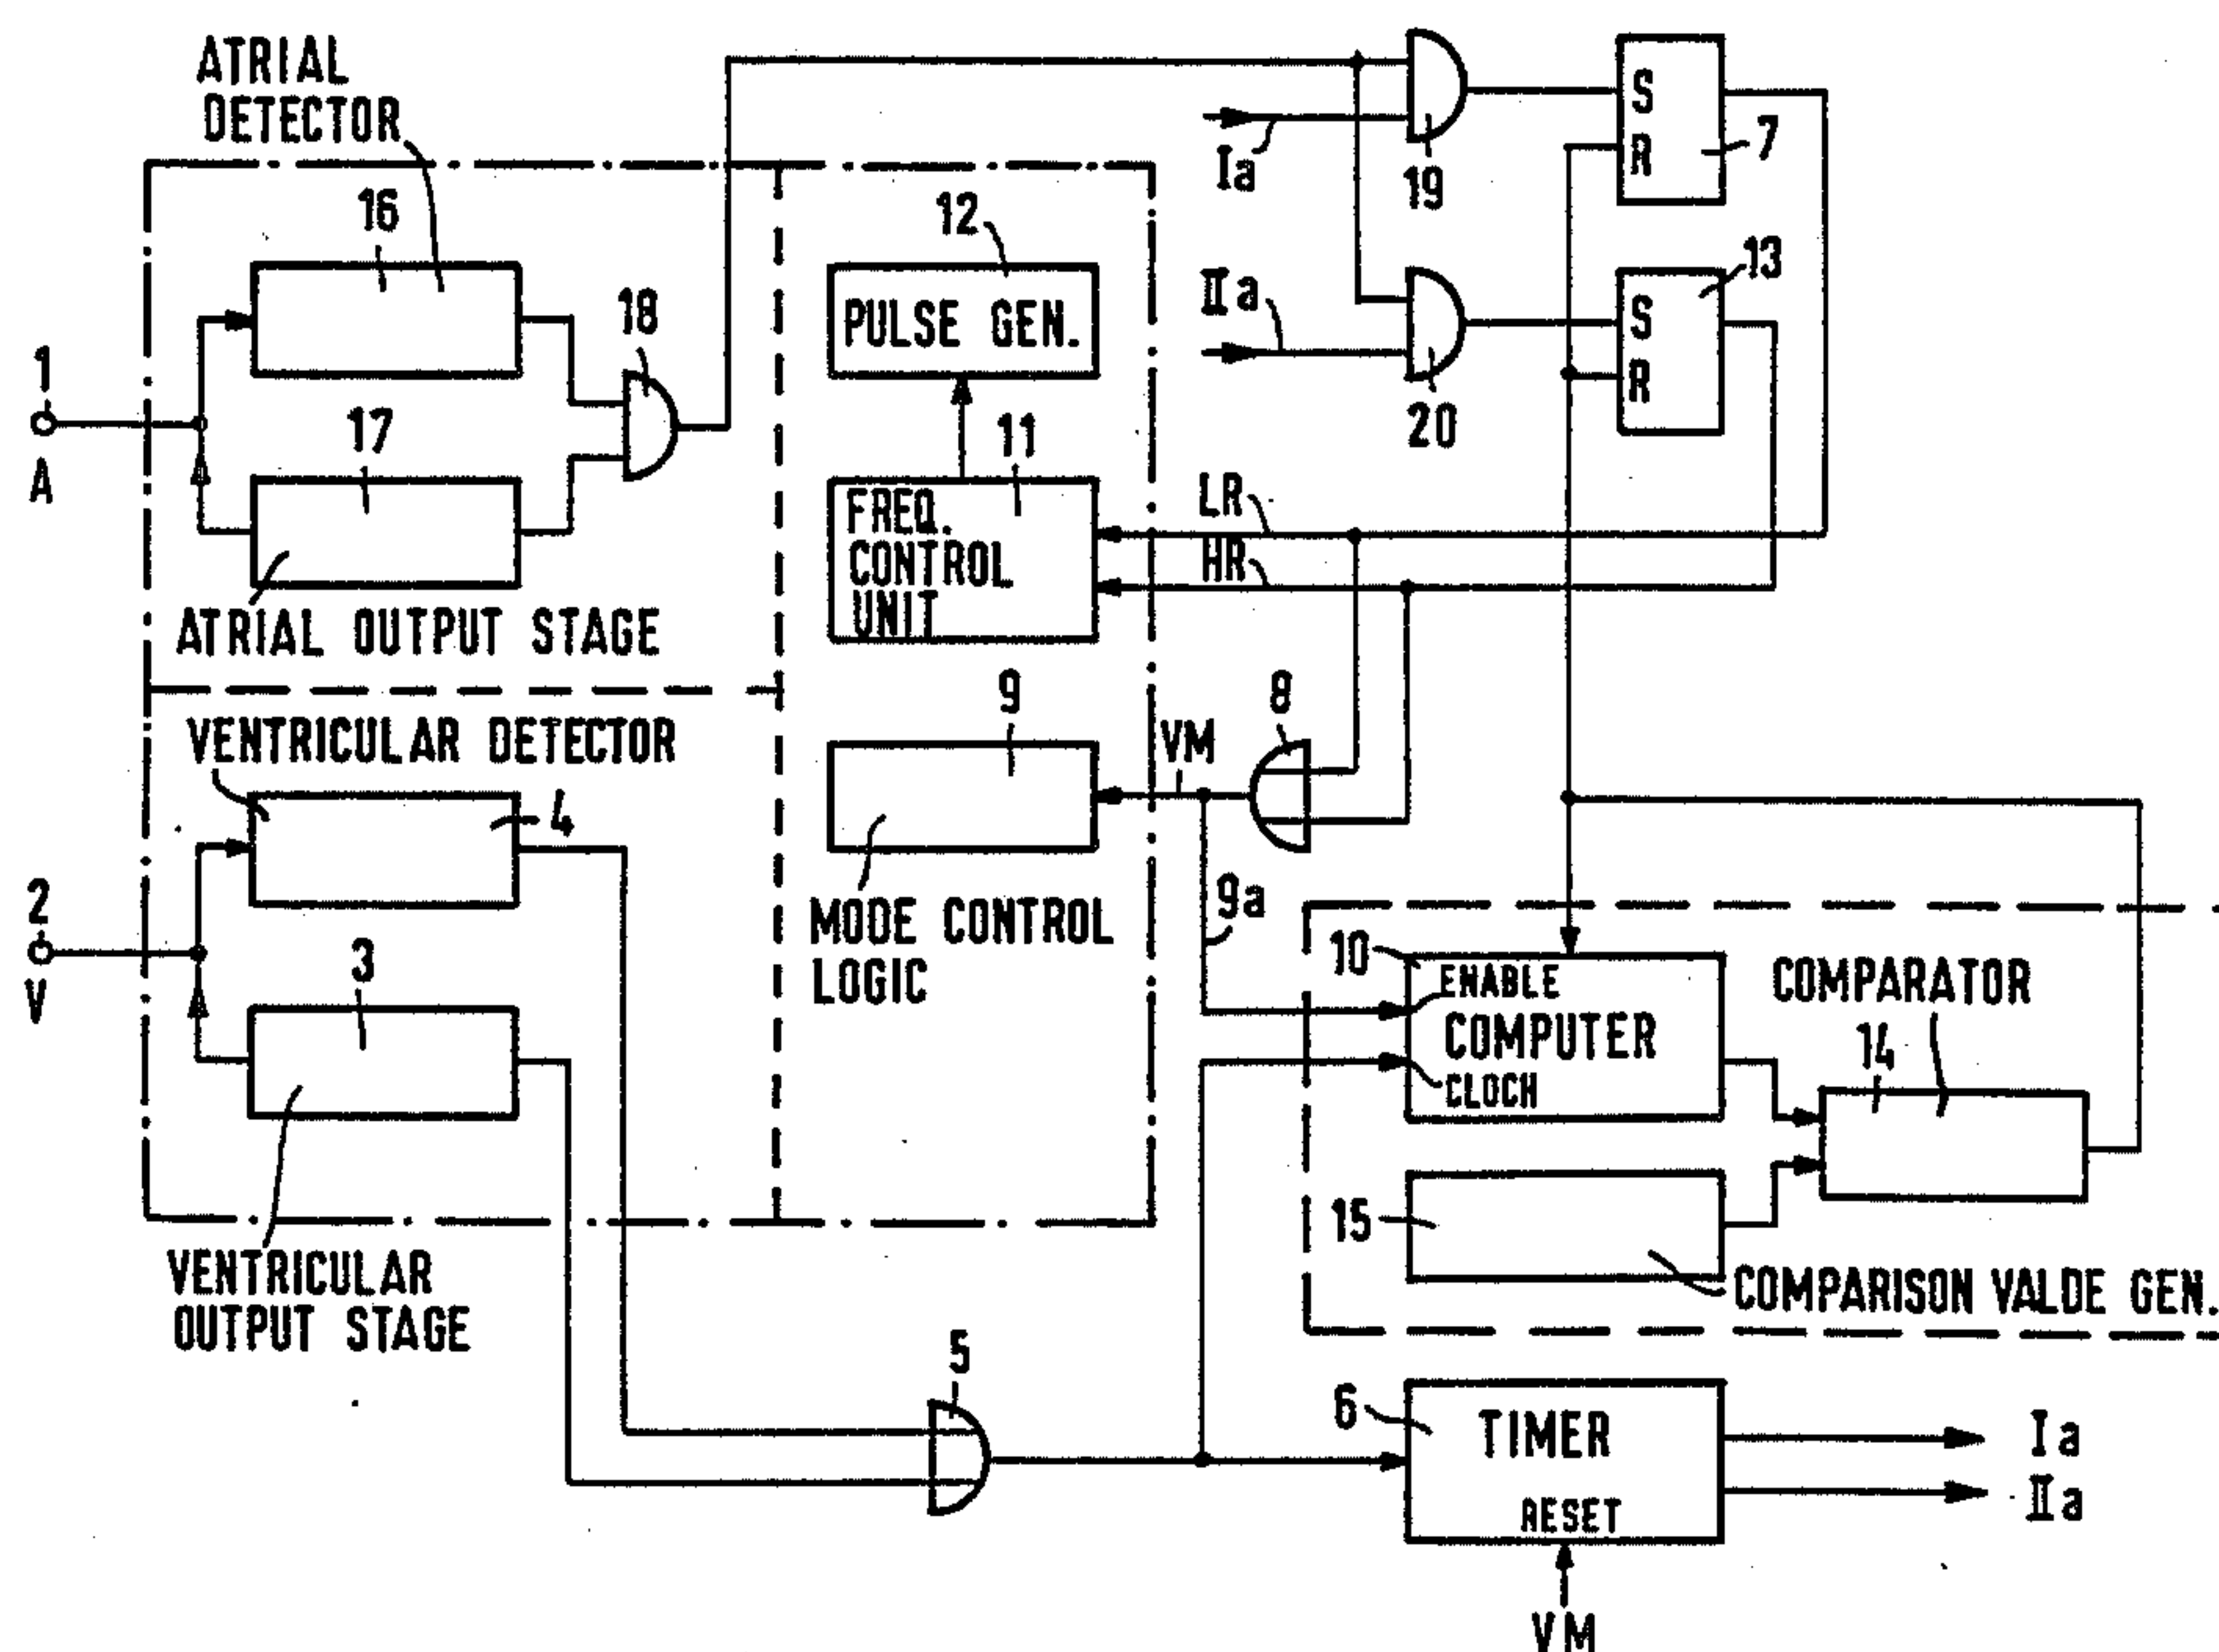 ATRIAL
DETECTOR
16
18
1
A
17
ATRIAL OUTPUT STAGE
12
PULSE GEN.
11
FREQ.
CONTROL
UNIT
Ia
19
S
R
7
IIa
20
S
R
13
LR
HR
VENTRICULAR DETECTOR
4
2
V
3
VENTRICULAR
OUTPUT STAGE
9
MODE CONTROL
LOGIC
VM
8
9a
10
ENABLE
COMPUTER
CLOCH
COMPARATOR
14
15
COMPARISON VALDE GEN.
5
6
TIMER
RESET
Ia
IIa
VM